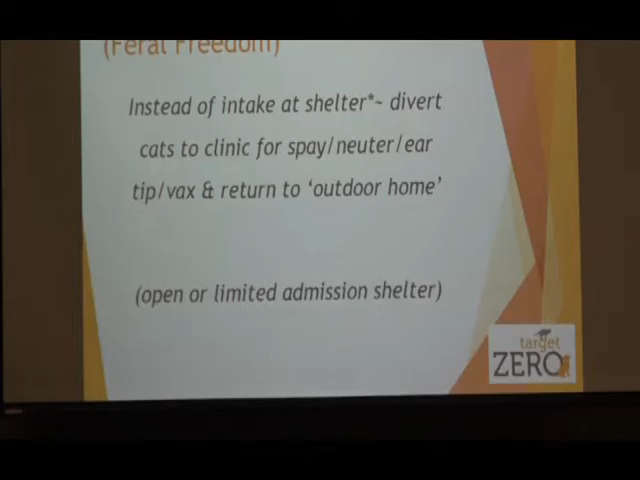 (Feral Freedom)
Instead of intake at shelter*~ divert
cats to clinic for spay/neuter/ear
tip/vax & return to ‘outdoor home’
(open or limited admission shelter)
target
ZERO